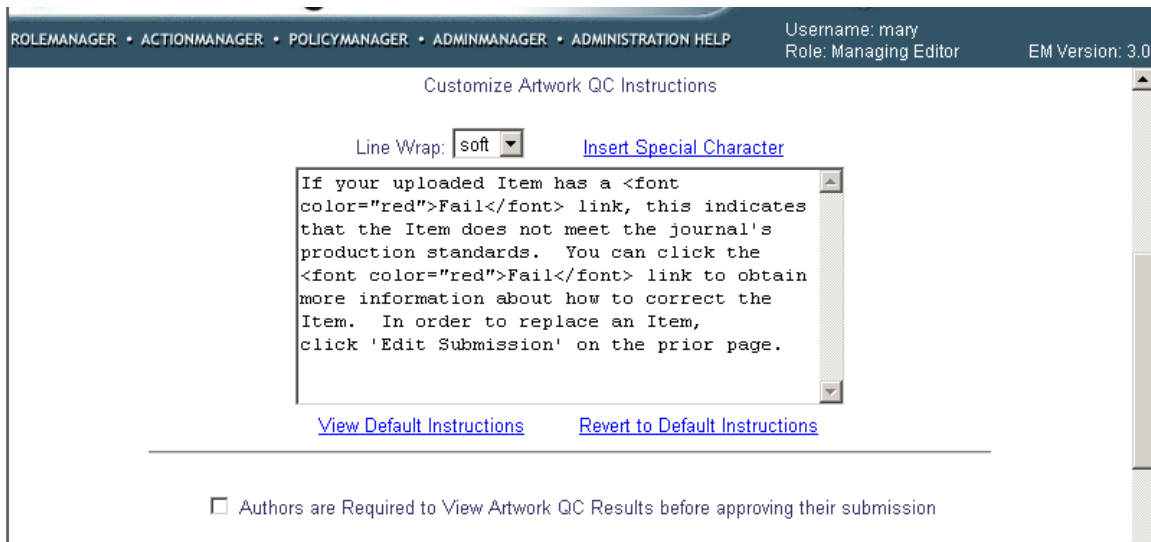 ROLEMANAGER • ACTIONMANAGER • POLICYMANAGER • ADMINMANAGER • ADMINISTRATION HELP
Username: mary
Role: Managing Editor
EM Version: 3.0
Customize Artwork QC Instructions
Line Wrap: soft
Insert Special Character
If your uploaded Item has a <font
color="red">Fail</font> link, this indicates
that the Item does not meet the journal's
production standards.  You can click the
<font color="red">Fail</font> link to obtain
more information about how to correct the
Item.  In order to replace an Item,
click 'Edit Submission' on the prior page.
View Default Instructions
Revert to Default Instructions
Authors are Required to View Artwork QC Results before approving their submission